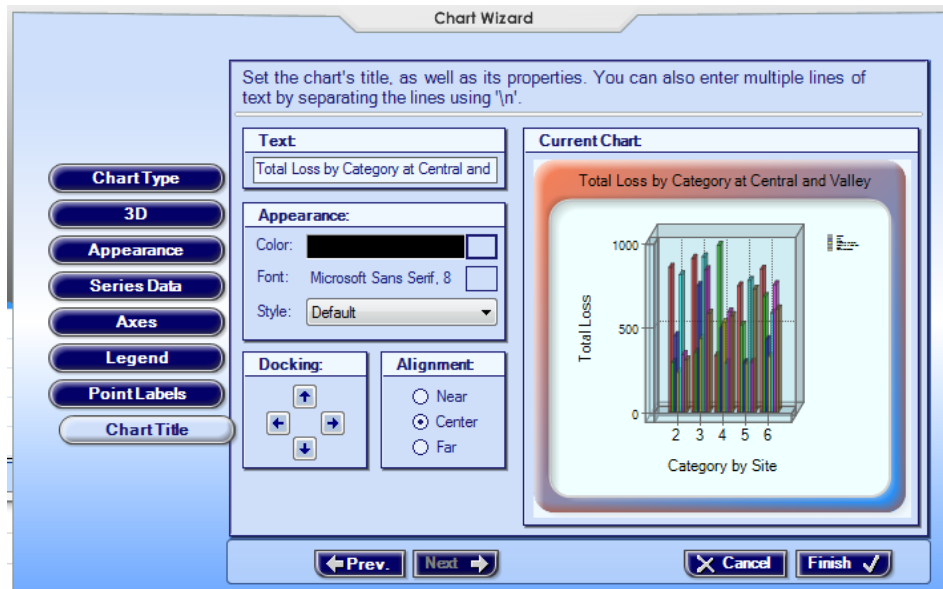 Chart Wizard
Set the chart's title, as well as its properties. You can also enter multiple lines of
text by separating the lines using '\n'.
Chart Type
3D
Appearance
Series Data
Axes
Legend
Point Labels
Chart Title
Text:
Total Loss by Category at Central and
Appearance:
Color:
Font: Microsoft Sans Serif, 8
Style: Default
Docking:
Alignment:
Near
Center
Far
Current Chart:
Total Loss by Category at Central and Valley
Total Loss
1000
500
0
2 3 4 5 6
Category by Site
Prev.
Next
Cancel
Finish